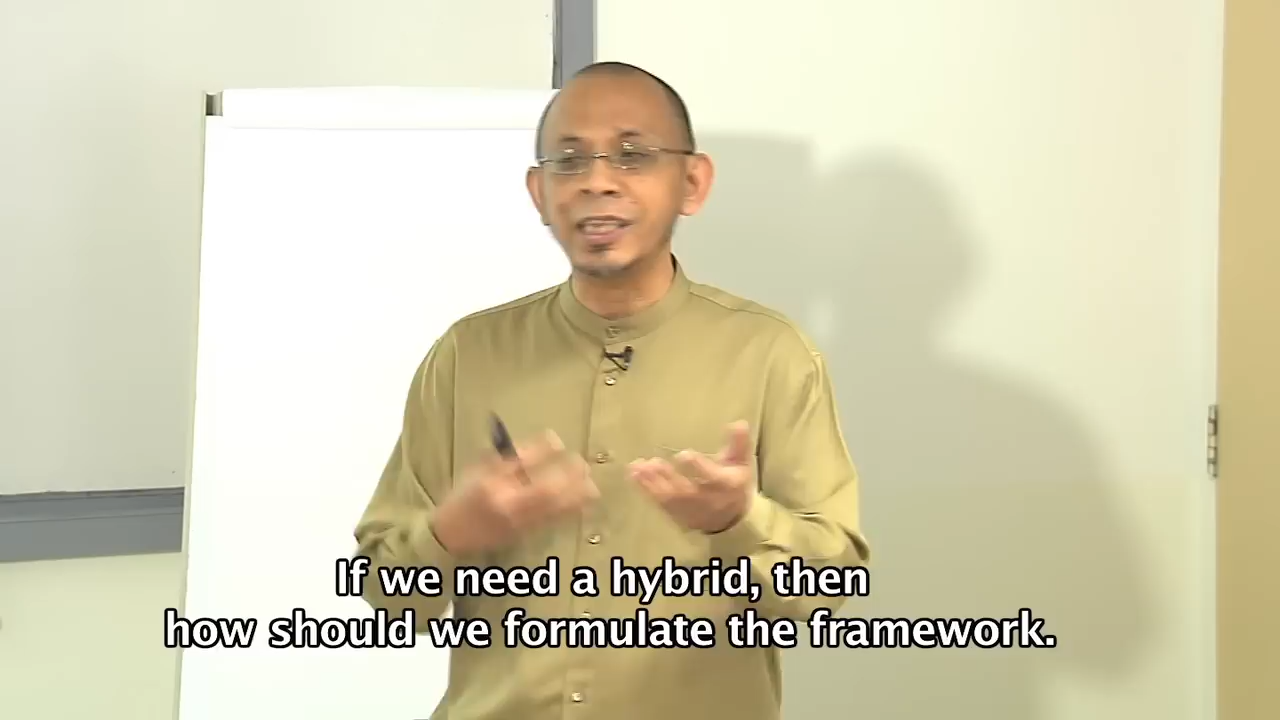 If we need a hybrid, then
how should we formulate the framework.